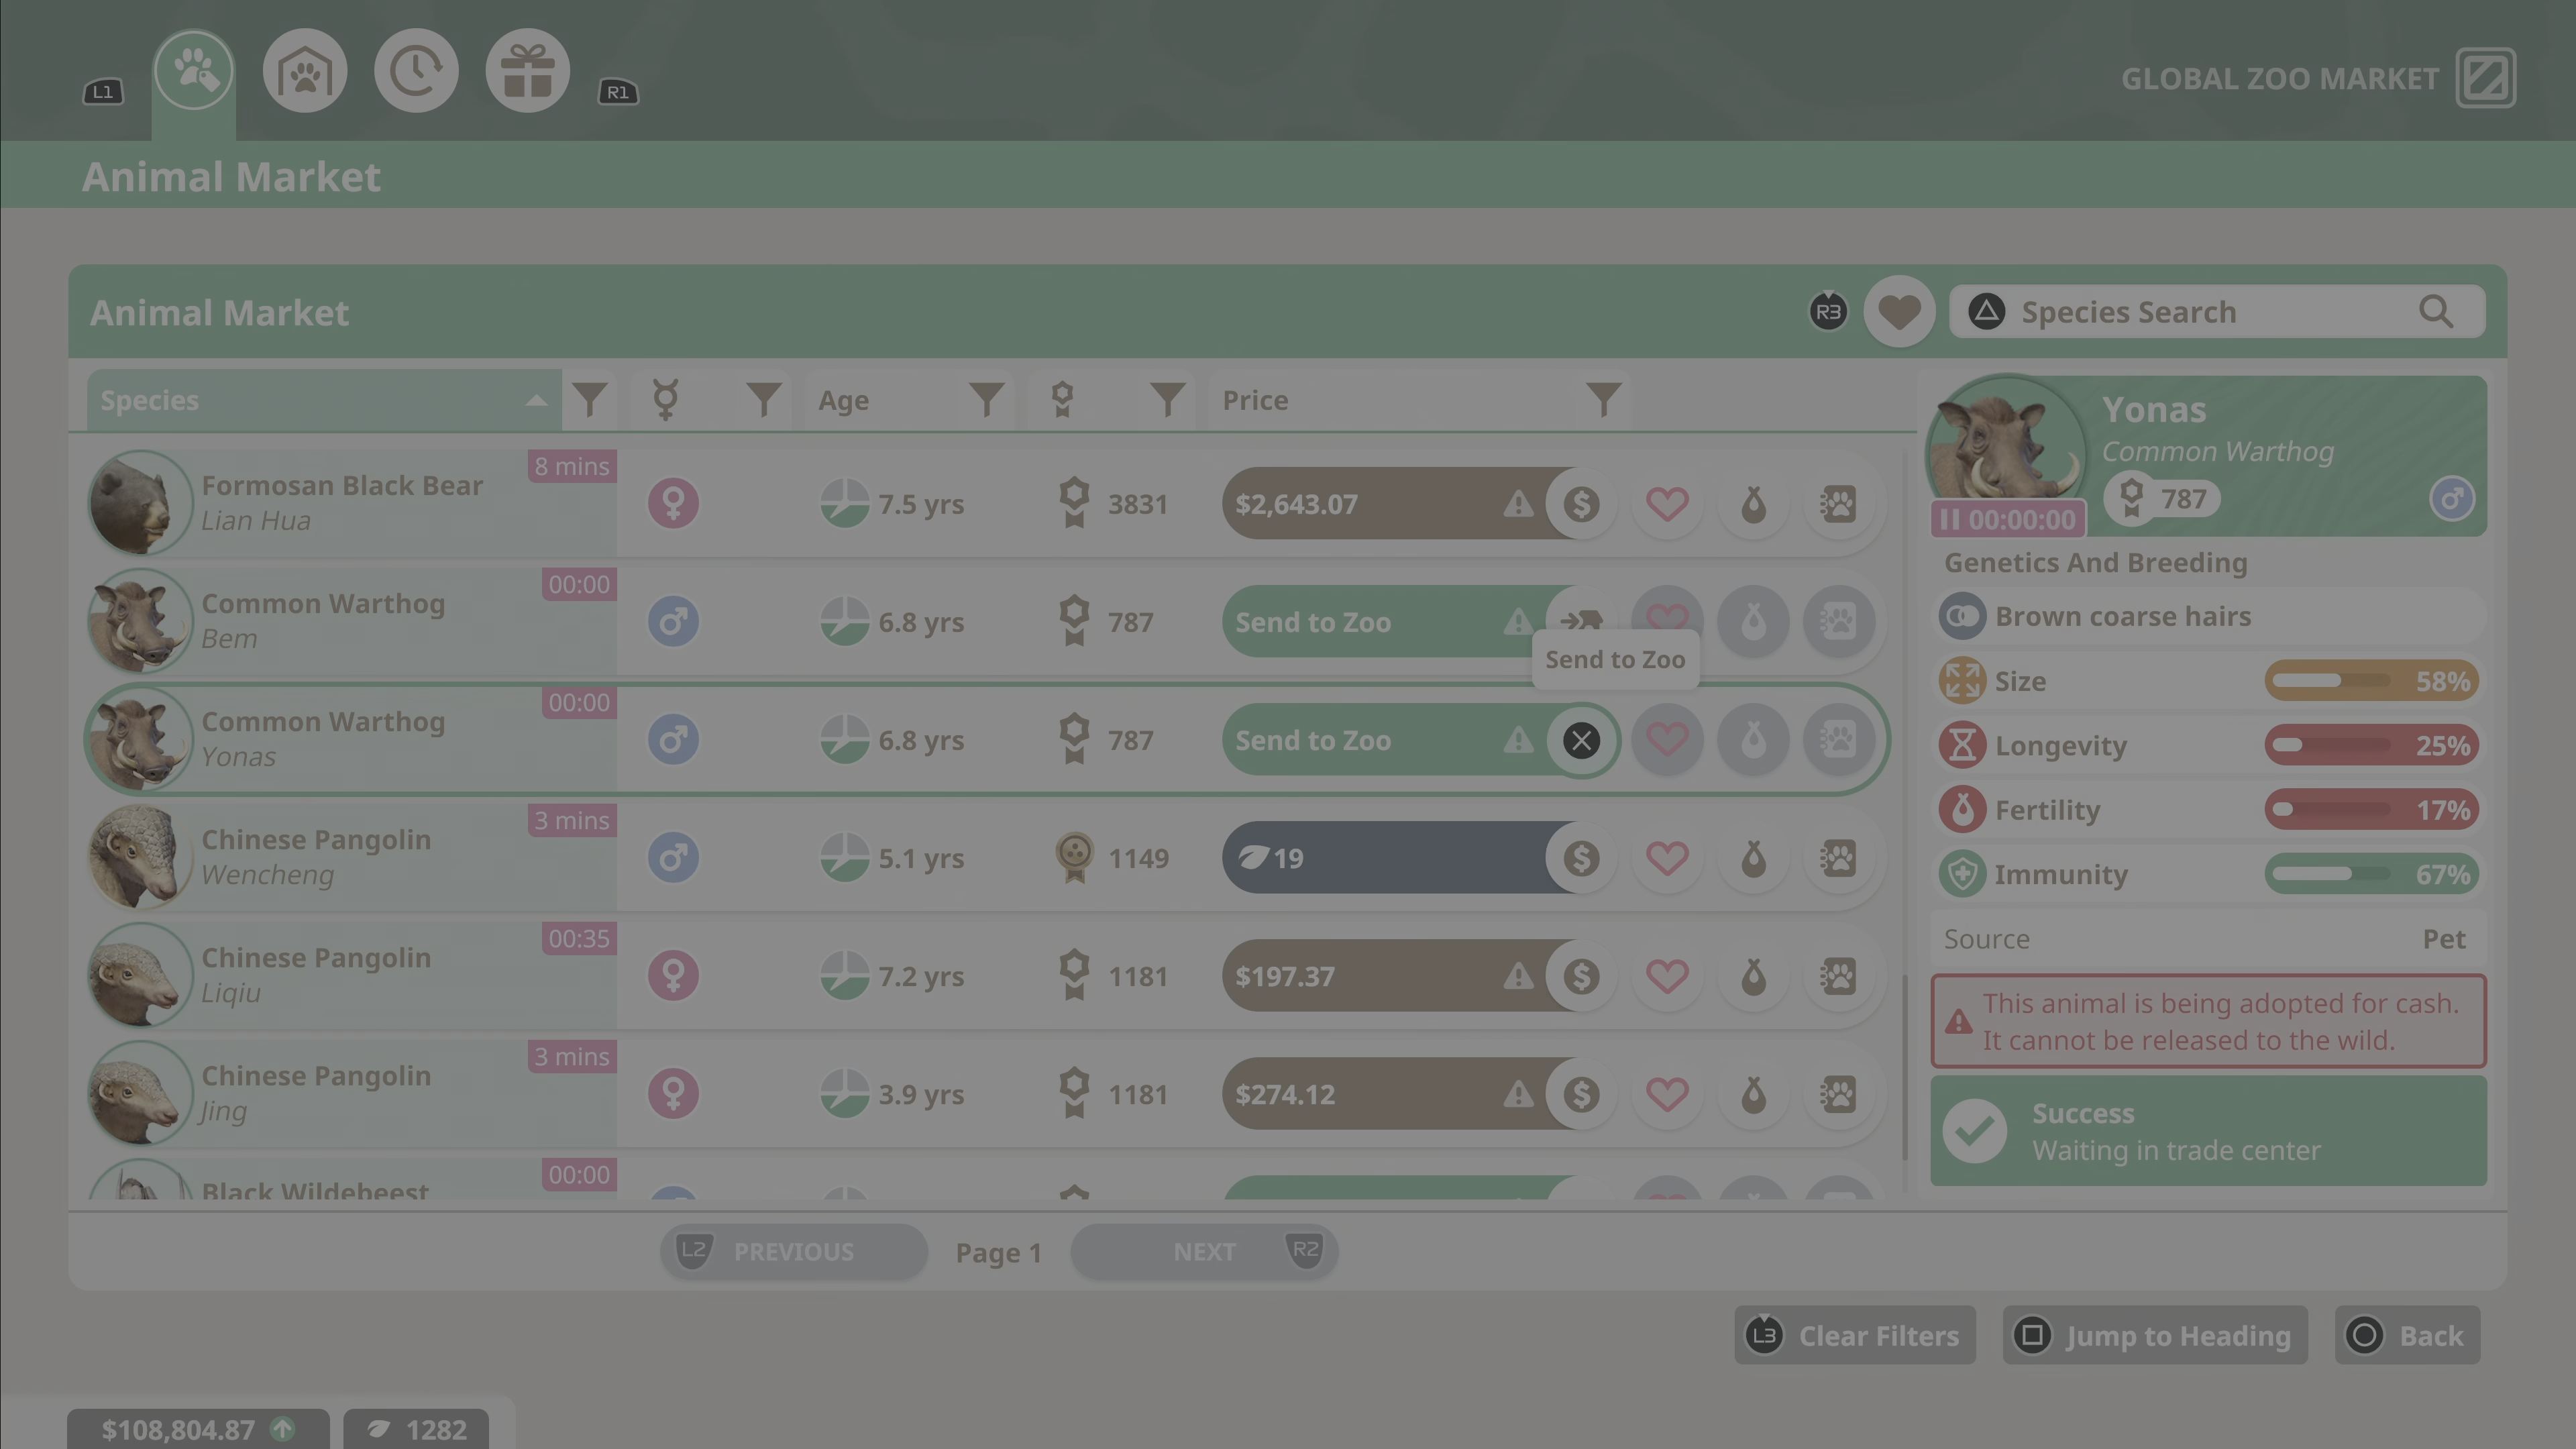 L1
R1
GLOBAL ZOO MARKET
Animal Market
Animal Market
R3
Species Search
Species
Age
Price
8 mins
Formosan Black Bear
Lian Hua
7.5 yrs
3831
$2,643.07
00:00
Common Warthog
Bem
6.8 yrs
787
Send to Zoo
Send to Zoo
00:00
Common Warthog
Yonas
6.8 yrs
787
Send to Zoo
3 mins
Chinese Pangolin
Wencheng
5.1 yrs
1149
19
00:35
Chinese Pangolin
Liqiu
7.2 yrs
1181
$197.37
3 mins
Chinese Pangolin
Jing
3.9 yrs
1181
$274.12
00:00
Black Wildebeest
Yonas
Common Warthog
787
00:00:00
Genetics And Breeding
Brown coarse hairs
Size
58%
Longevity
25%
Fertility
17%
Immunity
67%
Source
Pet
This animal is being adopted for cash.
It cannot be released to the wild.
Success
Waiting in trade center
L2
PREVIOUS
Page 1
NEXT
R2
L3
Clear Filters
Jump to Heading
Back
$108,804.87
1282